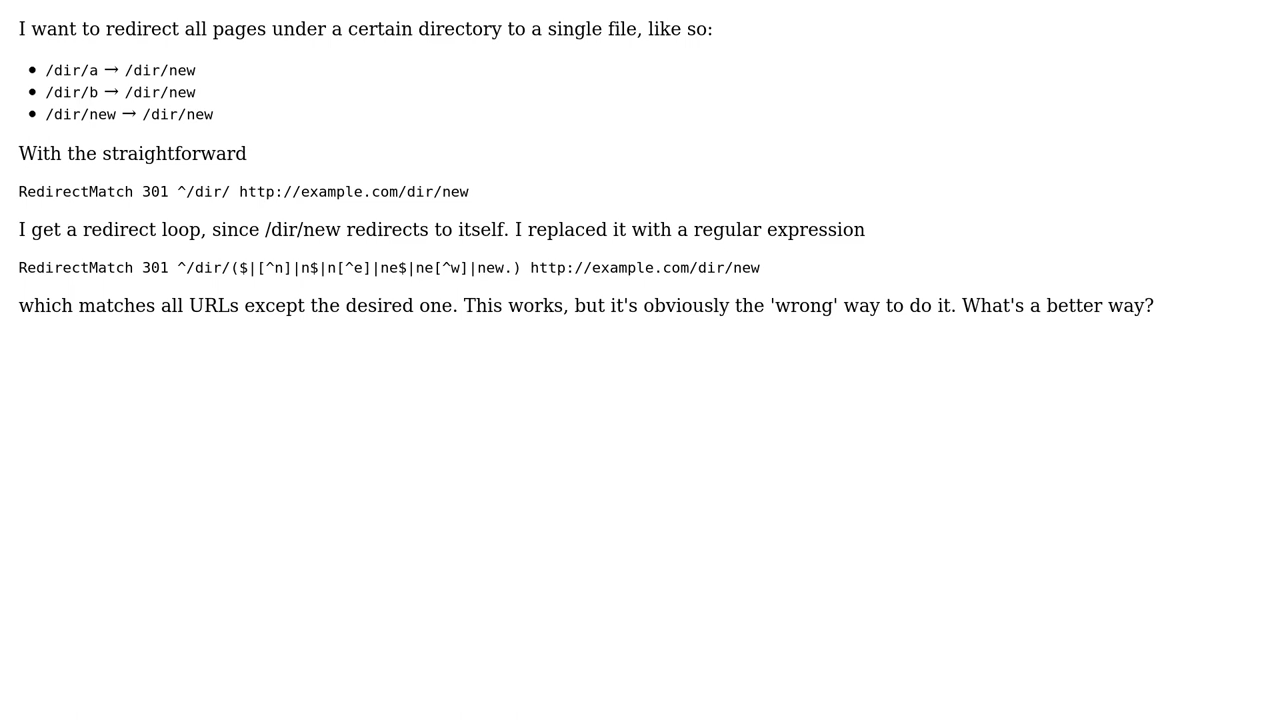 I want to redirect all pages under a certain directory to a single file, like so:
• /dir/a → /dir/new
• /dir/b → /dir/new
• /dir/new → /dir/new
With the straightforward
RedirectMatch 301 ^/dir/ http://example.com/dir/new
I get a redirect loop, since /dir/new redirects to itself. I replaced it with a regular expression
RedirectMatch 301 ^/dir/($|[^n]|n$|n[^e]|ne$|ne[^w]|new.) http://example.com/dir/new
which matches all URLs except the desired one. This works, but it's obviously the 'wrong' way to do it. What's a better way?